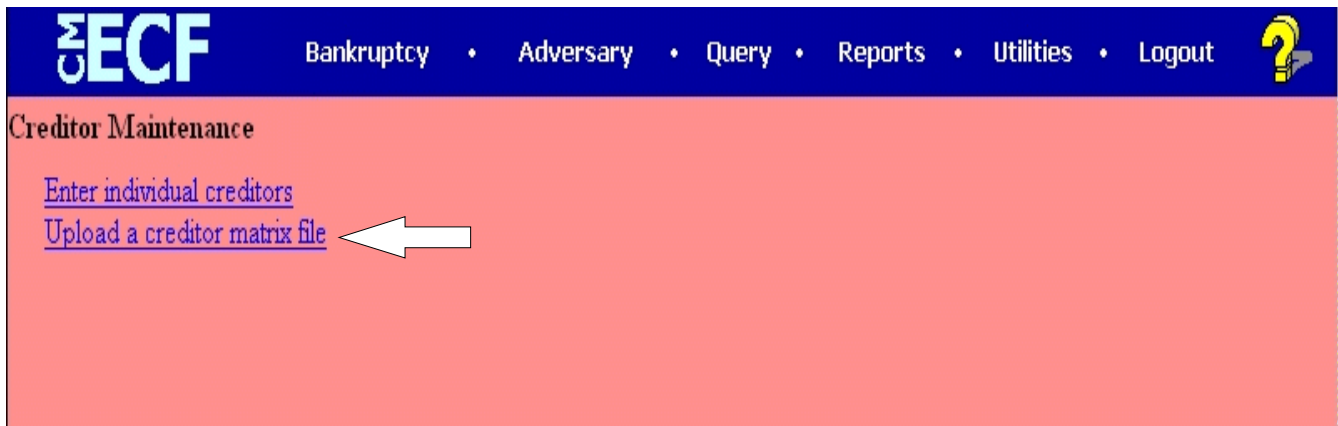 CM ECF Bankruptcy • Adversary • Query • Reports • Utilities • Logout ?
Creditor Maintenance
Enter individual creditors
Upload a creditor matrix file